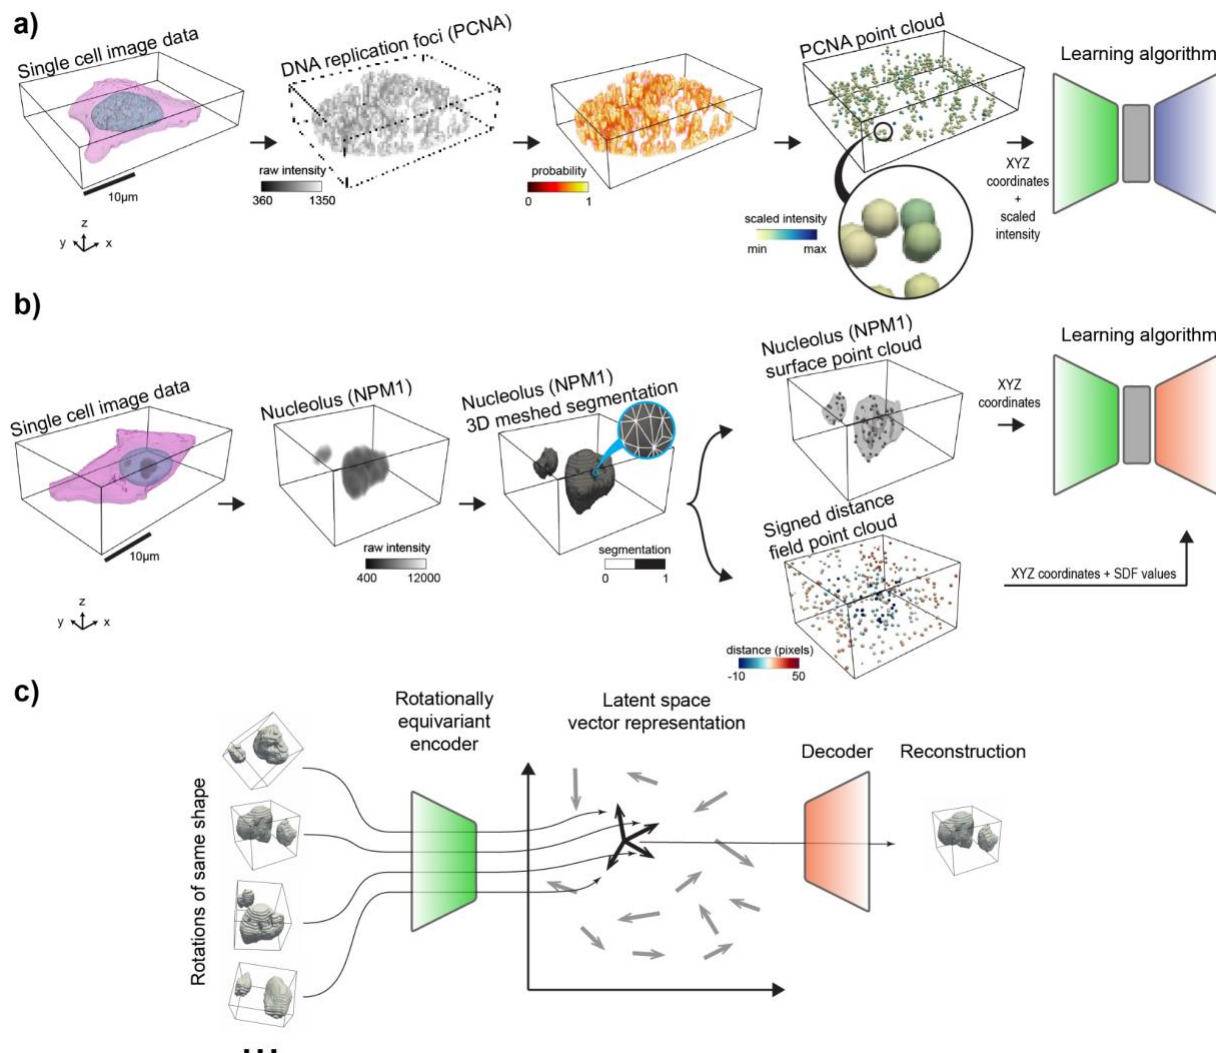 a)
Single cell image data
10µm
z
y
x
DNA replication foci (PCNA)
raw intensity
360
1350
probability
0
1
PCNA point cloud
scaled intensity
min
max
XYZ
coordinates
+
scaled
intensity
Learning algorithm
b)
Single cell image data
10µm
z
y
x
Nucleolus (NPM1)
raw intensity
400
12000
Nucleolus (NPM1)
3D meshed segmentation
segmentation
0
1
Nucleolus (NPM1)
surface point cloud
XYZ
coordinates
Learning algorithm
Signed distance
field point cloud
distance (pixels)
-10
50
XYZ coordinates + SDF values
c)
Rotations of same shape
...
Rotationally
equivariant
encoder
Latent space
vector representation
Decoder
Reconstruction